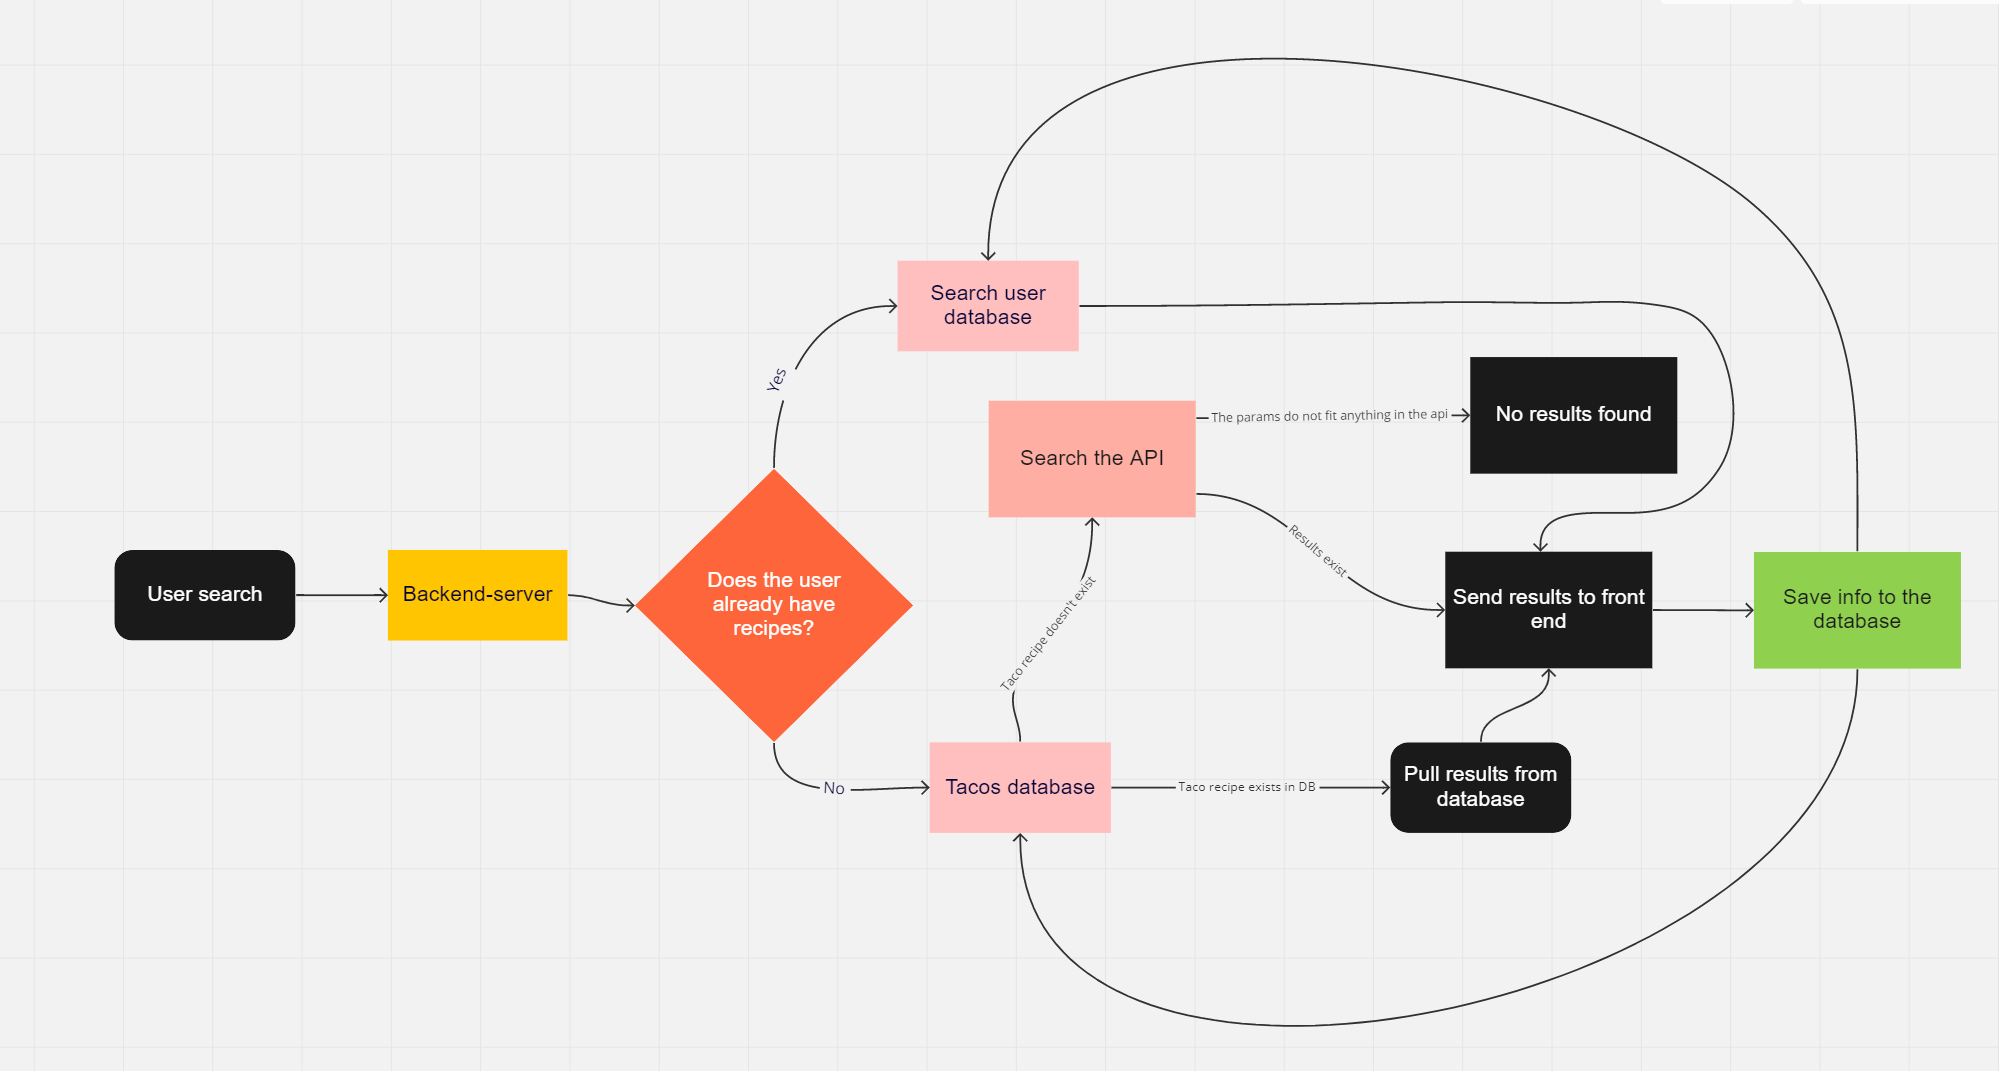 Search user
database
Yes
Search the API
The params do not fit anything in the api
No results found
Results exist
User search
Backend-server
Does the user
already have
recipes?
Taco recipe doesn't exist
Send results to front
end
Save info to the
database
No
Tacos database
Taco recipe exists in DB
Pull results from
database